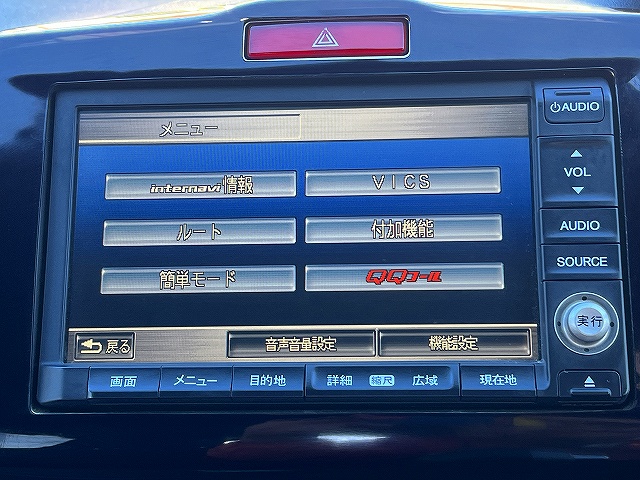 メニュー
internavi情報
VICS
ルート
付加機能
簡単モード
QQコール
戻る
音声音量設定
機能設定
画面
メニュー
目的地
詳細
縮尺
広域
現在地
AUDIO
VOL
AUDIO
SOURCE
実行